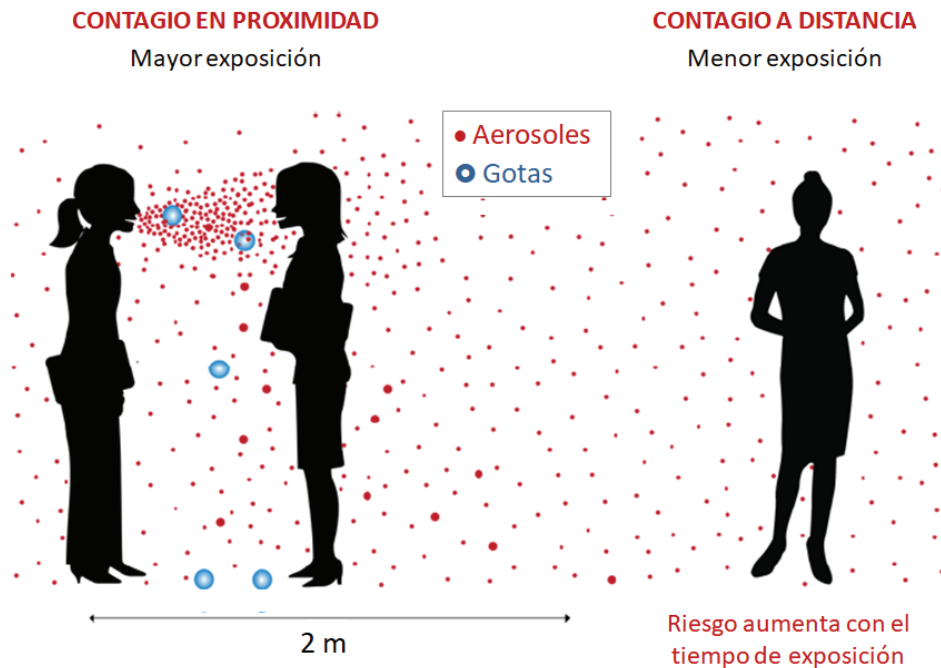 CONTAGIO EN PROXIMIDAD
Mayor exposición
CONTAGIO A DISTANCIA
Menor exposición
Aerosoles
Gotas
2 m
Riesgo aumenta con el
tiempo de exposición